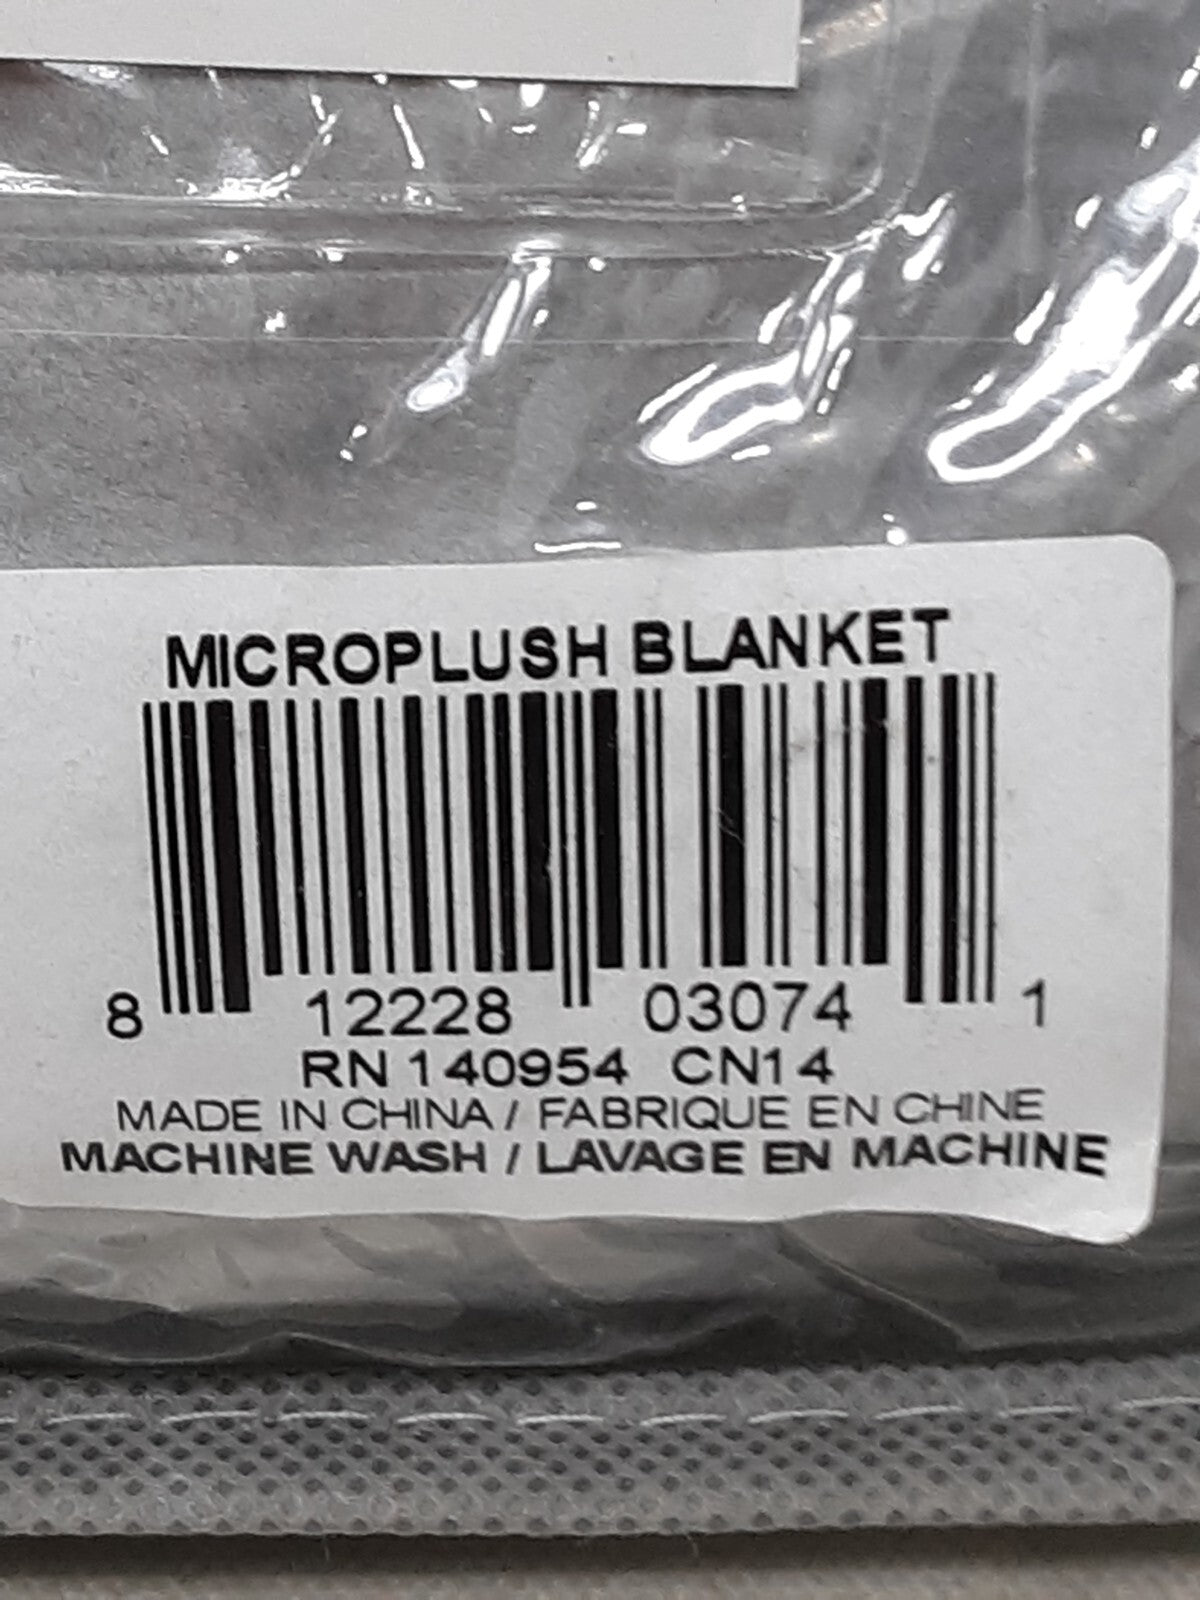 MICROPLUSH BLANKET
8 12228 03074 1
RN 140954 CN14
MADE IN CHINA / FABRIQUE EN CHINE
MACHINE WASH / LAVAGE EN MACHINE